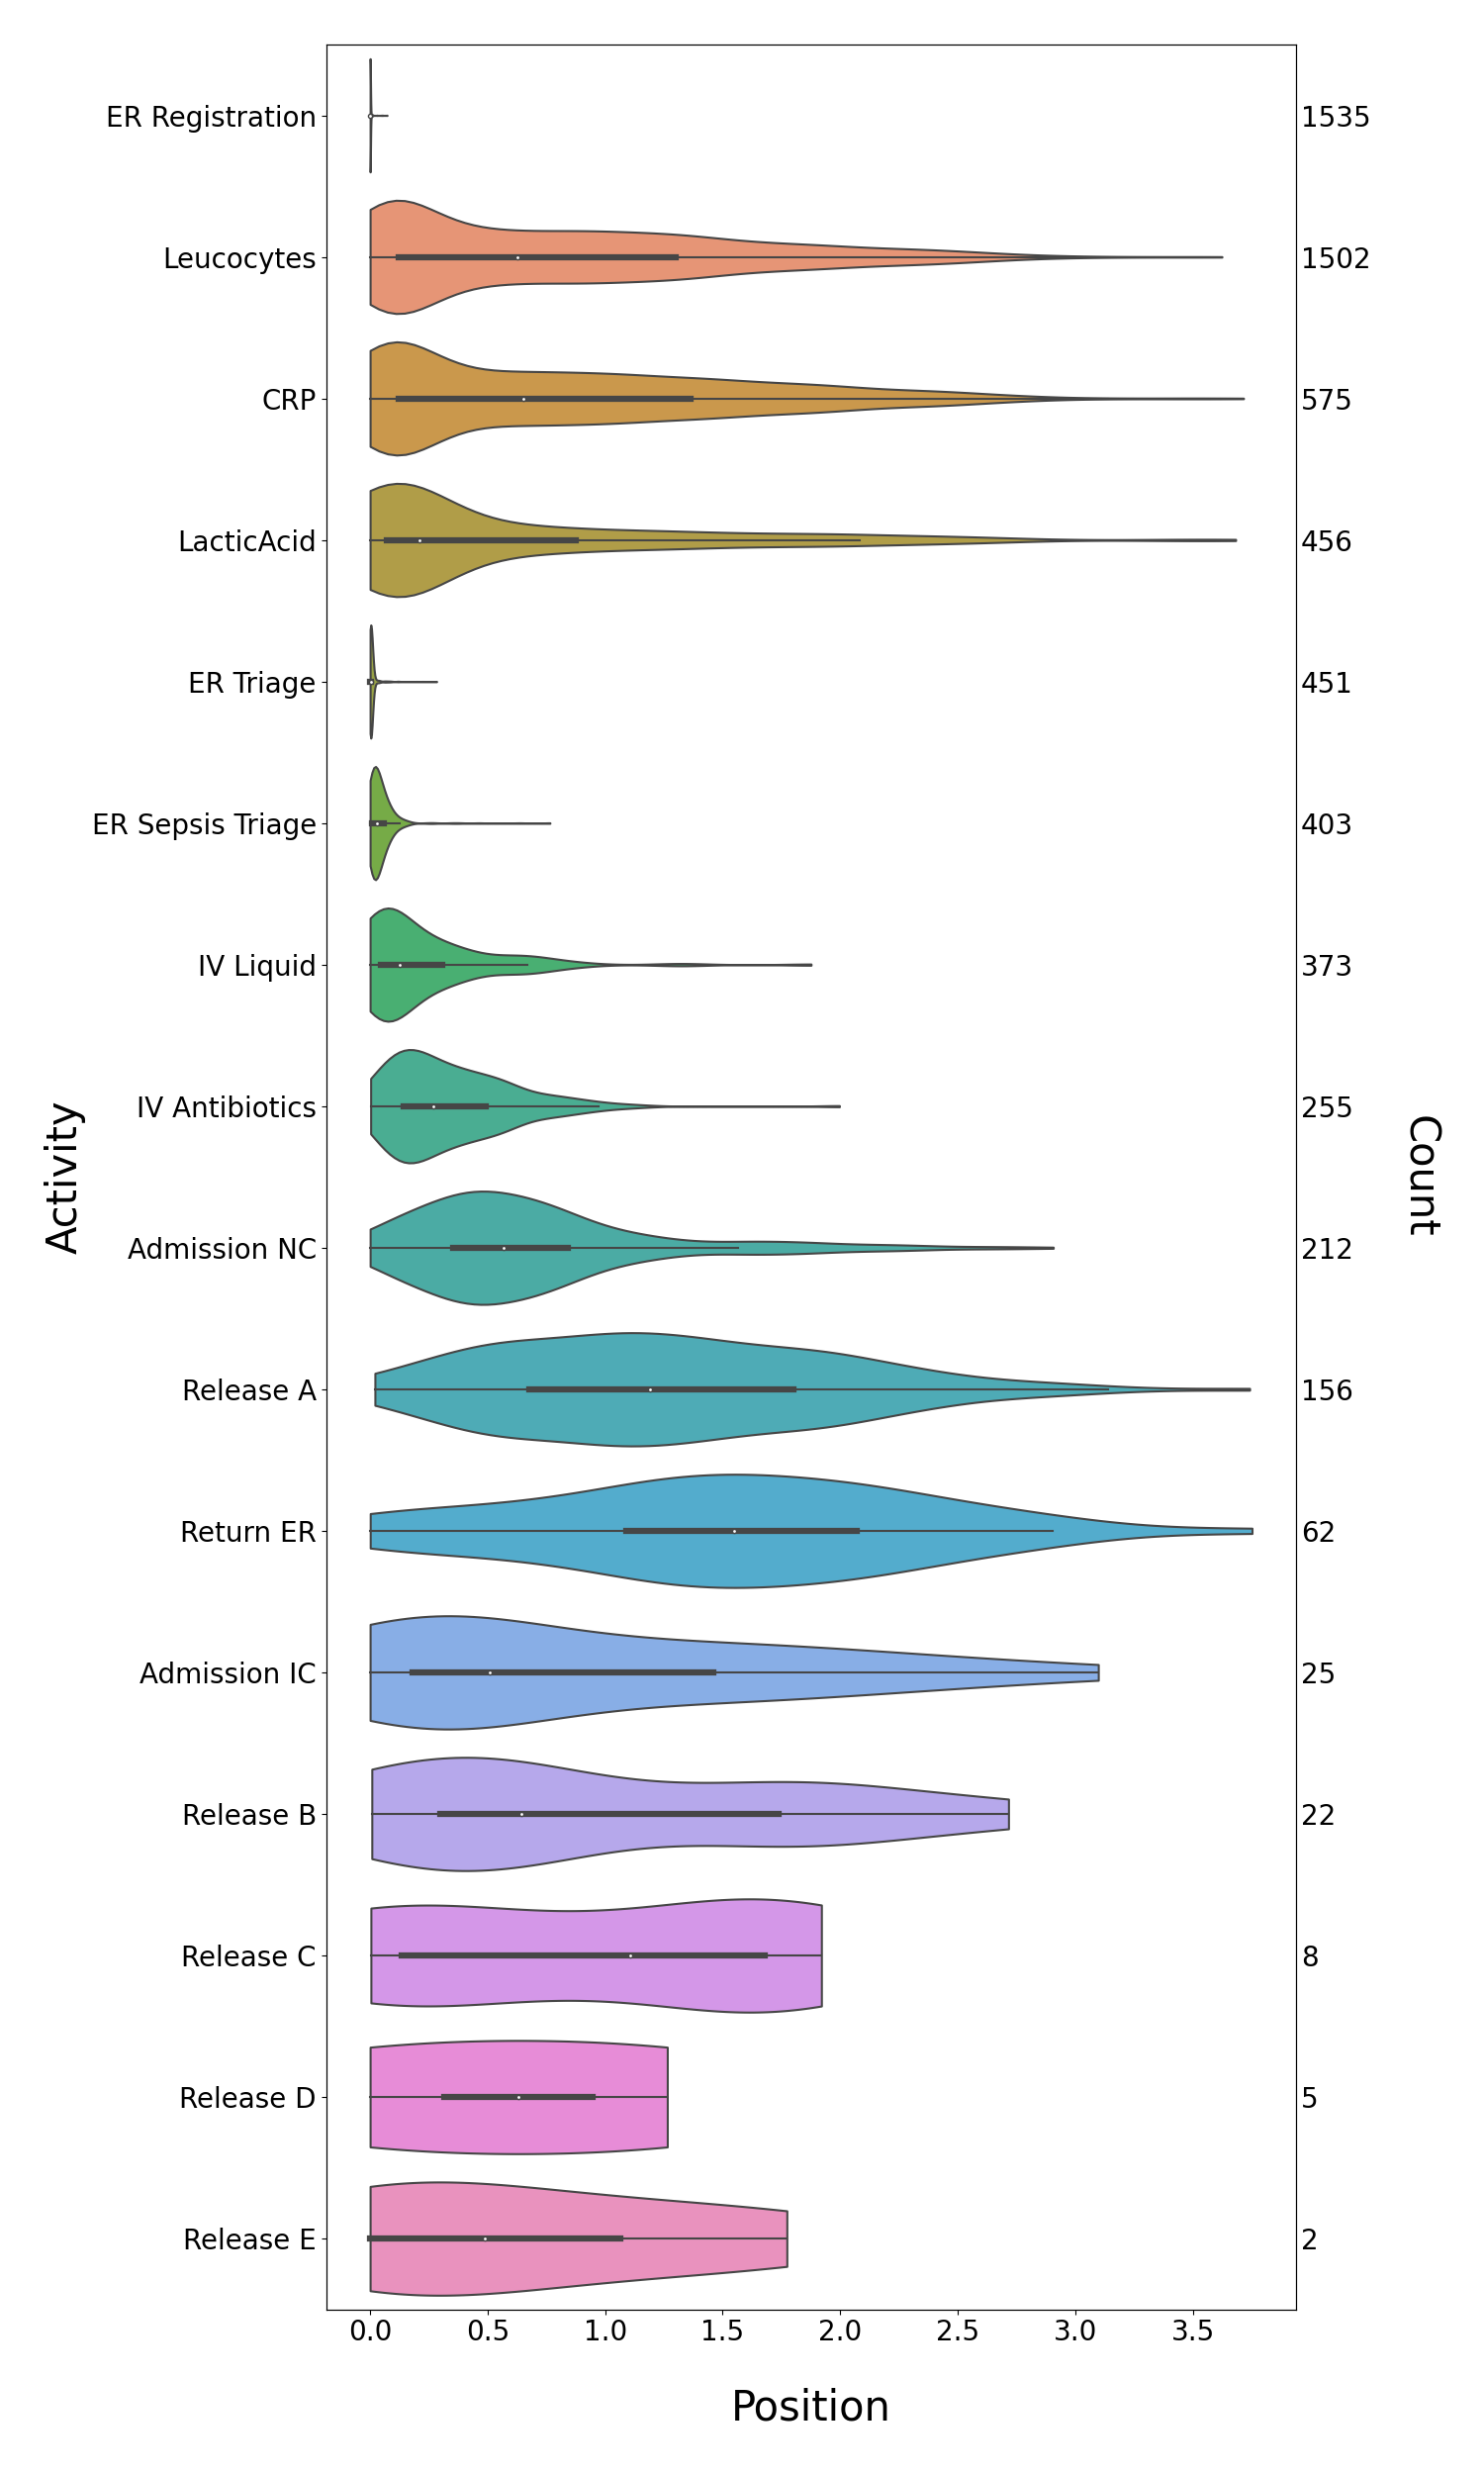 ER Registration 1535
Leucocytes 1502
CRP 575
LacticAcid 456
ER Triage 451
ER Sepsis Triage 403
IV Liquid 373
IV Antibiotics 255
Activity
Count
Admission NC 212
Release A 156
Return ER 62
Admission IC 25
Release B 22
Release C 8
Release D 5
Release E 2
0.0 0.5 1.0 1.5 2.0 2.5 3.0 3.5
Position